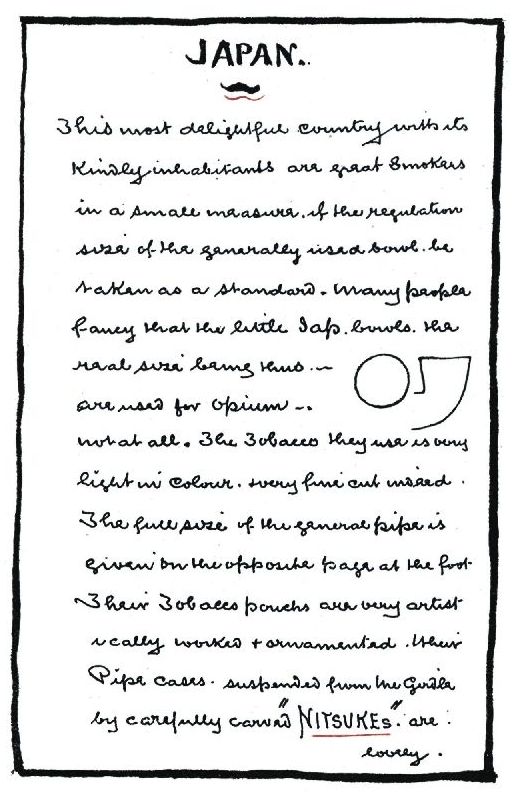 JAPAN.
This most delightful country with its
Kindly inhabitants are great Smokers
in a small measure. if the regulation
size of the generally used bowl. be
taken as a standard. Many people
fancy that the little Jap. bowls. the
real size being thus. —
are used for Opium —.
not at all. The Tobacco they use is very
light in colour. + very fine cut indeed.
The full size of the general pipe is
given on the opposite page at the foot
Their Tobacco pouchs are very artist
ically worked + ornamented. their
Pipe cases. suspended from the Girdle
by carefully carved "NITSUKEs". are.
lovely.